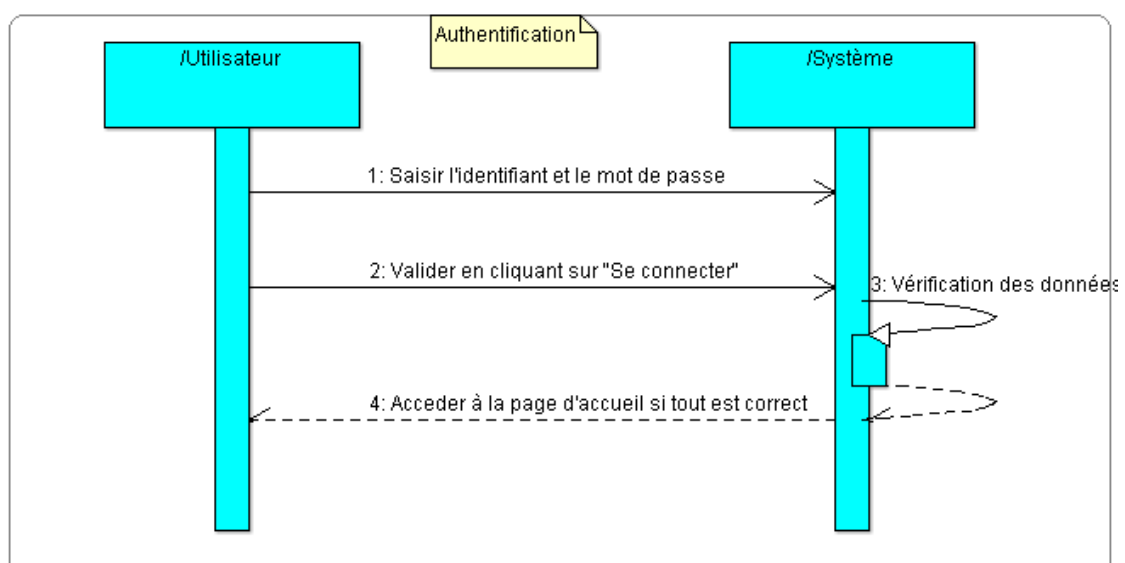 Authentification
/Utilisateur
/Système
1: Saisir l'identifiant et le mot de passe
2: Valider en cliquant sur "Se connecter"
3: Vérification des données
4: Acceder à la page d'accueil si tout est correct